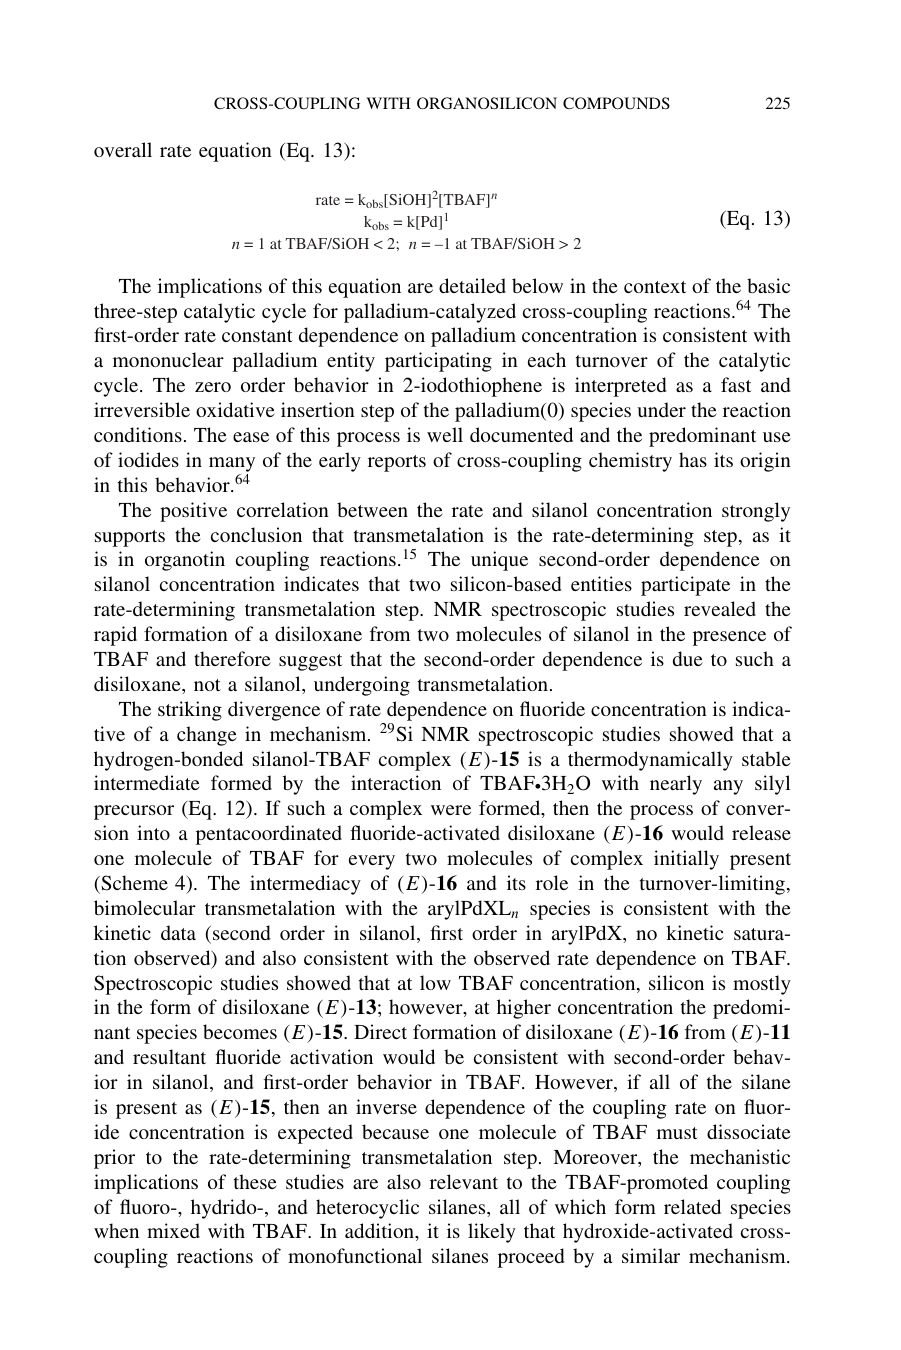 CROSS-COUPLING WITH ORGANOSILICON COMPOUNDS 225
overall rate equation (Eq. 13):
rate = kobs[SiOH]²[TBAF]ⁿ
kobs = k[Pd]¹
(Eq. 13)
n = 1 at TBAF/SiOH < 2; n = –1 at TBAF/SiOH > 2
The implications of this equation are detailed below in the context of the basic
three-step catalytic cycle for palladium-catalyzed cross-coupling reactions.⁶⁴ The
first-order rate constant dependence on palladium concentration is consistent with
a mononuclear palladium entity participating in each turnover of the catalytic
cycle. The zero order behavior in 2-iodothiophene is interpreted as a fast and
irreversible oxidative insertion step of the palladium(0) species under the reaction
conditions. The ease of this process is well documented and the predominant use
of iodides in many of the early reports of cross-coupling chemistry has its origin
in this behavior.⁶⁴
The positive correlation between the rate and silanol concentration strongly
supports the conclusion that transmetalation is the rate-determining step, as it
is in organotin coupling reactions.¹⁵ The unique second-order dependence on
silanol concentration indicates that two silicon-based entities participate in the
rate-determining transmetalation step. NMR spectroscopic studies revealed the
rapid formation of a disiloxane from two molecules of silanol in the presence of
TBAF and therefore suggest that the second-order dependence is due to such a
disiloxane, not a silanol, undergoing transmetalation.
The striking divergence of rate dependence on fluoride concentration is indica-
tive of a change in mechanism. ²⁹Si NMR spectroscopic studies showed that a
hydrogen-bonded silanol-TBAF complex (E)-15 is a thermodynamically stable
intermediate formed by the interaction of TBAF•3H₂O with nearly any silyl
precursor (Eq. 12). If such a complex were formed, then the process of conver-
sion into a pentacoordinated fluoride-activated disiloxane (E)-16 would release
one molecule of TBAF for every two molecules of complex initially present
(Scheme 4). The intermediacy of (E)-16 and its role in the turnover-limiting,
bimolecular transmetalation with the arylPdXLₙ species is consistent with the
kinetic data (second order in silanol, first order in arylPdX, no kinetic satura-
tion observed) and also consistent with the observed rate dependence on TBAF.
Spectroscopic studies showed that at low TBAF concentration, silicon is mostly
in the form of disiloxane (E)-13; however, at higher concentration the predomi-
nant species becomes (E)-15. Direct formation of disiloxane (E)-16 from (E)-11
and resultant fluoride activation would be consistent with second-order behav-
ior in silanol, and first-order behavior in TBAF. However, if all of the silane
is present as (E)-15, then an inverse dependence of the coupling rate on fluor-
ide concentration is expected because one molecule of TBAF must dissociate
prior to the rate-determining transmetalation step. Moreover, the mechanistic
implications of these studies are also relevant to the TBAF-promoted coupling
of fluoro-, hydrido-, and heterocyclic silanes, all of which form related species
when mixed with TBAF. In addition, it is likely that hydroxide-activated cross-
coupling reactions of monofunctional silanes proceed by a similar mechanism.